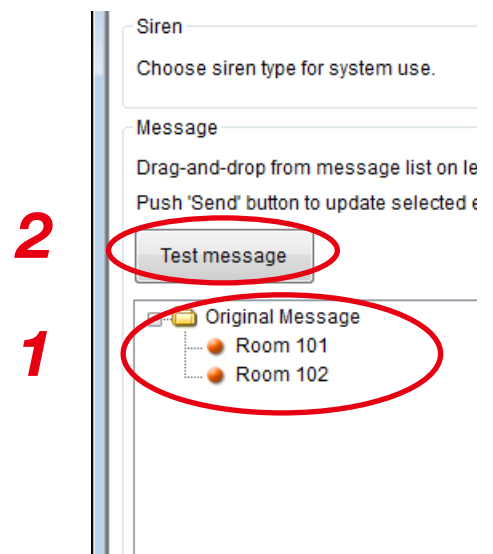 Siren
Choose siren type for system use.
Message
Drag-and-drop from message list on
Push 'Send' button to update selected
2
Test message
1
Original Message
Room 101
Room 102